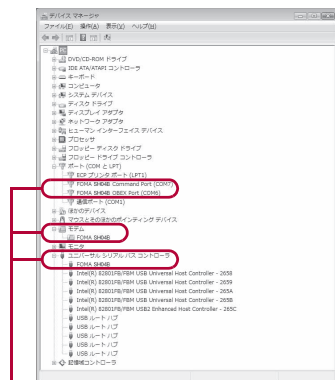 デバイス マネージャ
ファイル(F) 操作(A) 表示(V) ヘルプ(H)
PC
DVD/CD-ROM ドライブ
IDE ATA/ATAPI コントローラ
キーボード
コンピュータ
システム デバイス
ディスク ドライブ
ディスプレイ アダプタ
ネットワーク アダプタ
ヒューマン インターフェイス デバイス
プロセッサ
フロッピー ディスク ドライブ
フロッピー ドライブ コントローラ
ポート (COM と LPT)
ECP プリンタ ポート (LPT1)
FOMA SH04B Command Port (COM7)
FOMA SH04B OBEX Port (COM6)
通信ポート (COM1)
ほかのデバイス
マウスとそのほかのポインティング デバイス
モデム
FOMA SH04B
モニタ
ユニバーサル シリアル バス コントローラ
FOMA SH04B
Intel(R) 82801FB/FBM USB Universal Host Controller - 2658
Intel(R) 82801FB/FBM USB Universal Host Controller - 2659
Intel(R) 82801FB/FBM USB Universal Host Controller - 265A
Intel(R) 82801FB/FBM USB Universal Host Controller - 265B
Intel(R) 82801FB/FBM USB2 Enhanced Host Controller - 265C
USB ルート ハブ
USB ルート ハブ
USB ルート ハブ
USB ルート ハブ
USB ルート ハブ
記憶域コントローラ